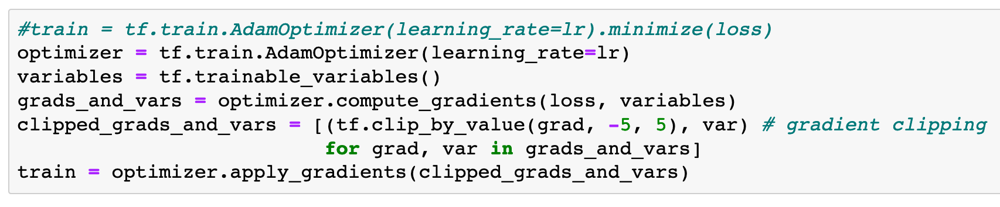 #train = tf.train.AdamOptimizer(learning_rate=lr).minimize(loss)
optimizer = tf.train.AdamOptimizer(learning_rate=lr)
variables = tf.trainable_variables()
grads_and_vars = optimizer.compute_gradients(loss, variables)
clipped_grads_and_vars = [(tf.clip_by_value(grad, -5, 5), var) # gradient clipping
                          for grad, var in grads_and_vars]
train = optimizer.apply_gradients(clipped_grads_and_vars)